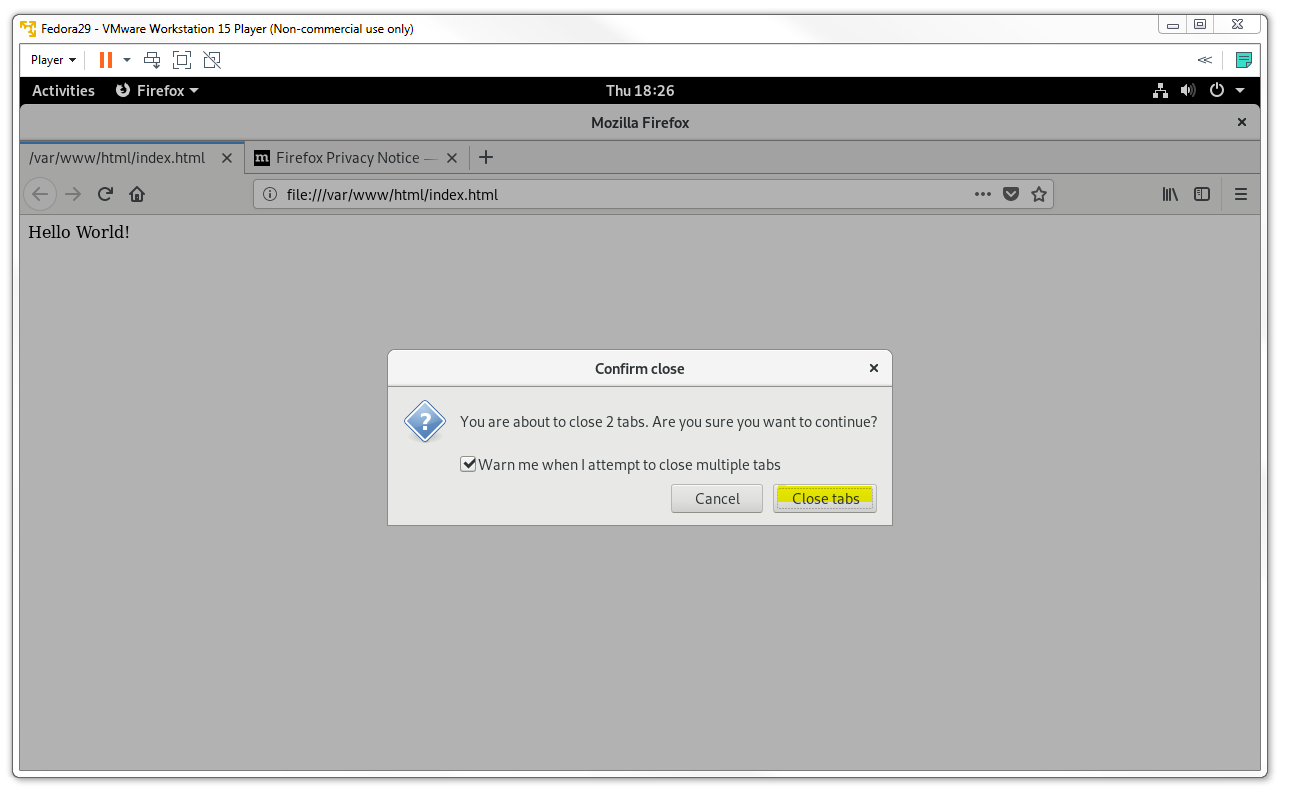 Fedora29 - VMware Workstation 15 Player (Non-commercial use only)
Player
Activities Firefox Thu 18:26
Mozilla Firefox
/var/www/html/index.html m Firefox Privacy Notice —
file:///var/www/html/index.html
Hello World!
Confirm close
You are about to close 2 tabs. Are you sure you want to continue?
Warn me when I attempt to close multiple tabs
Cancel Close tabs